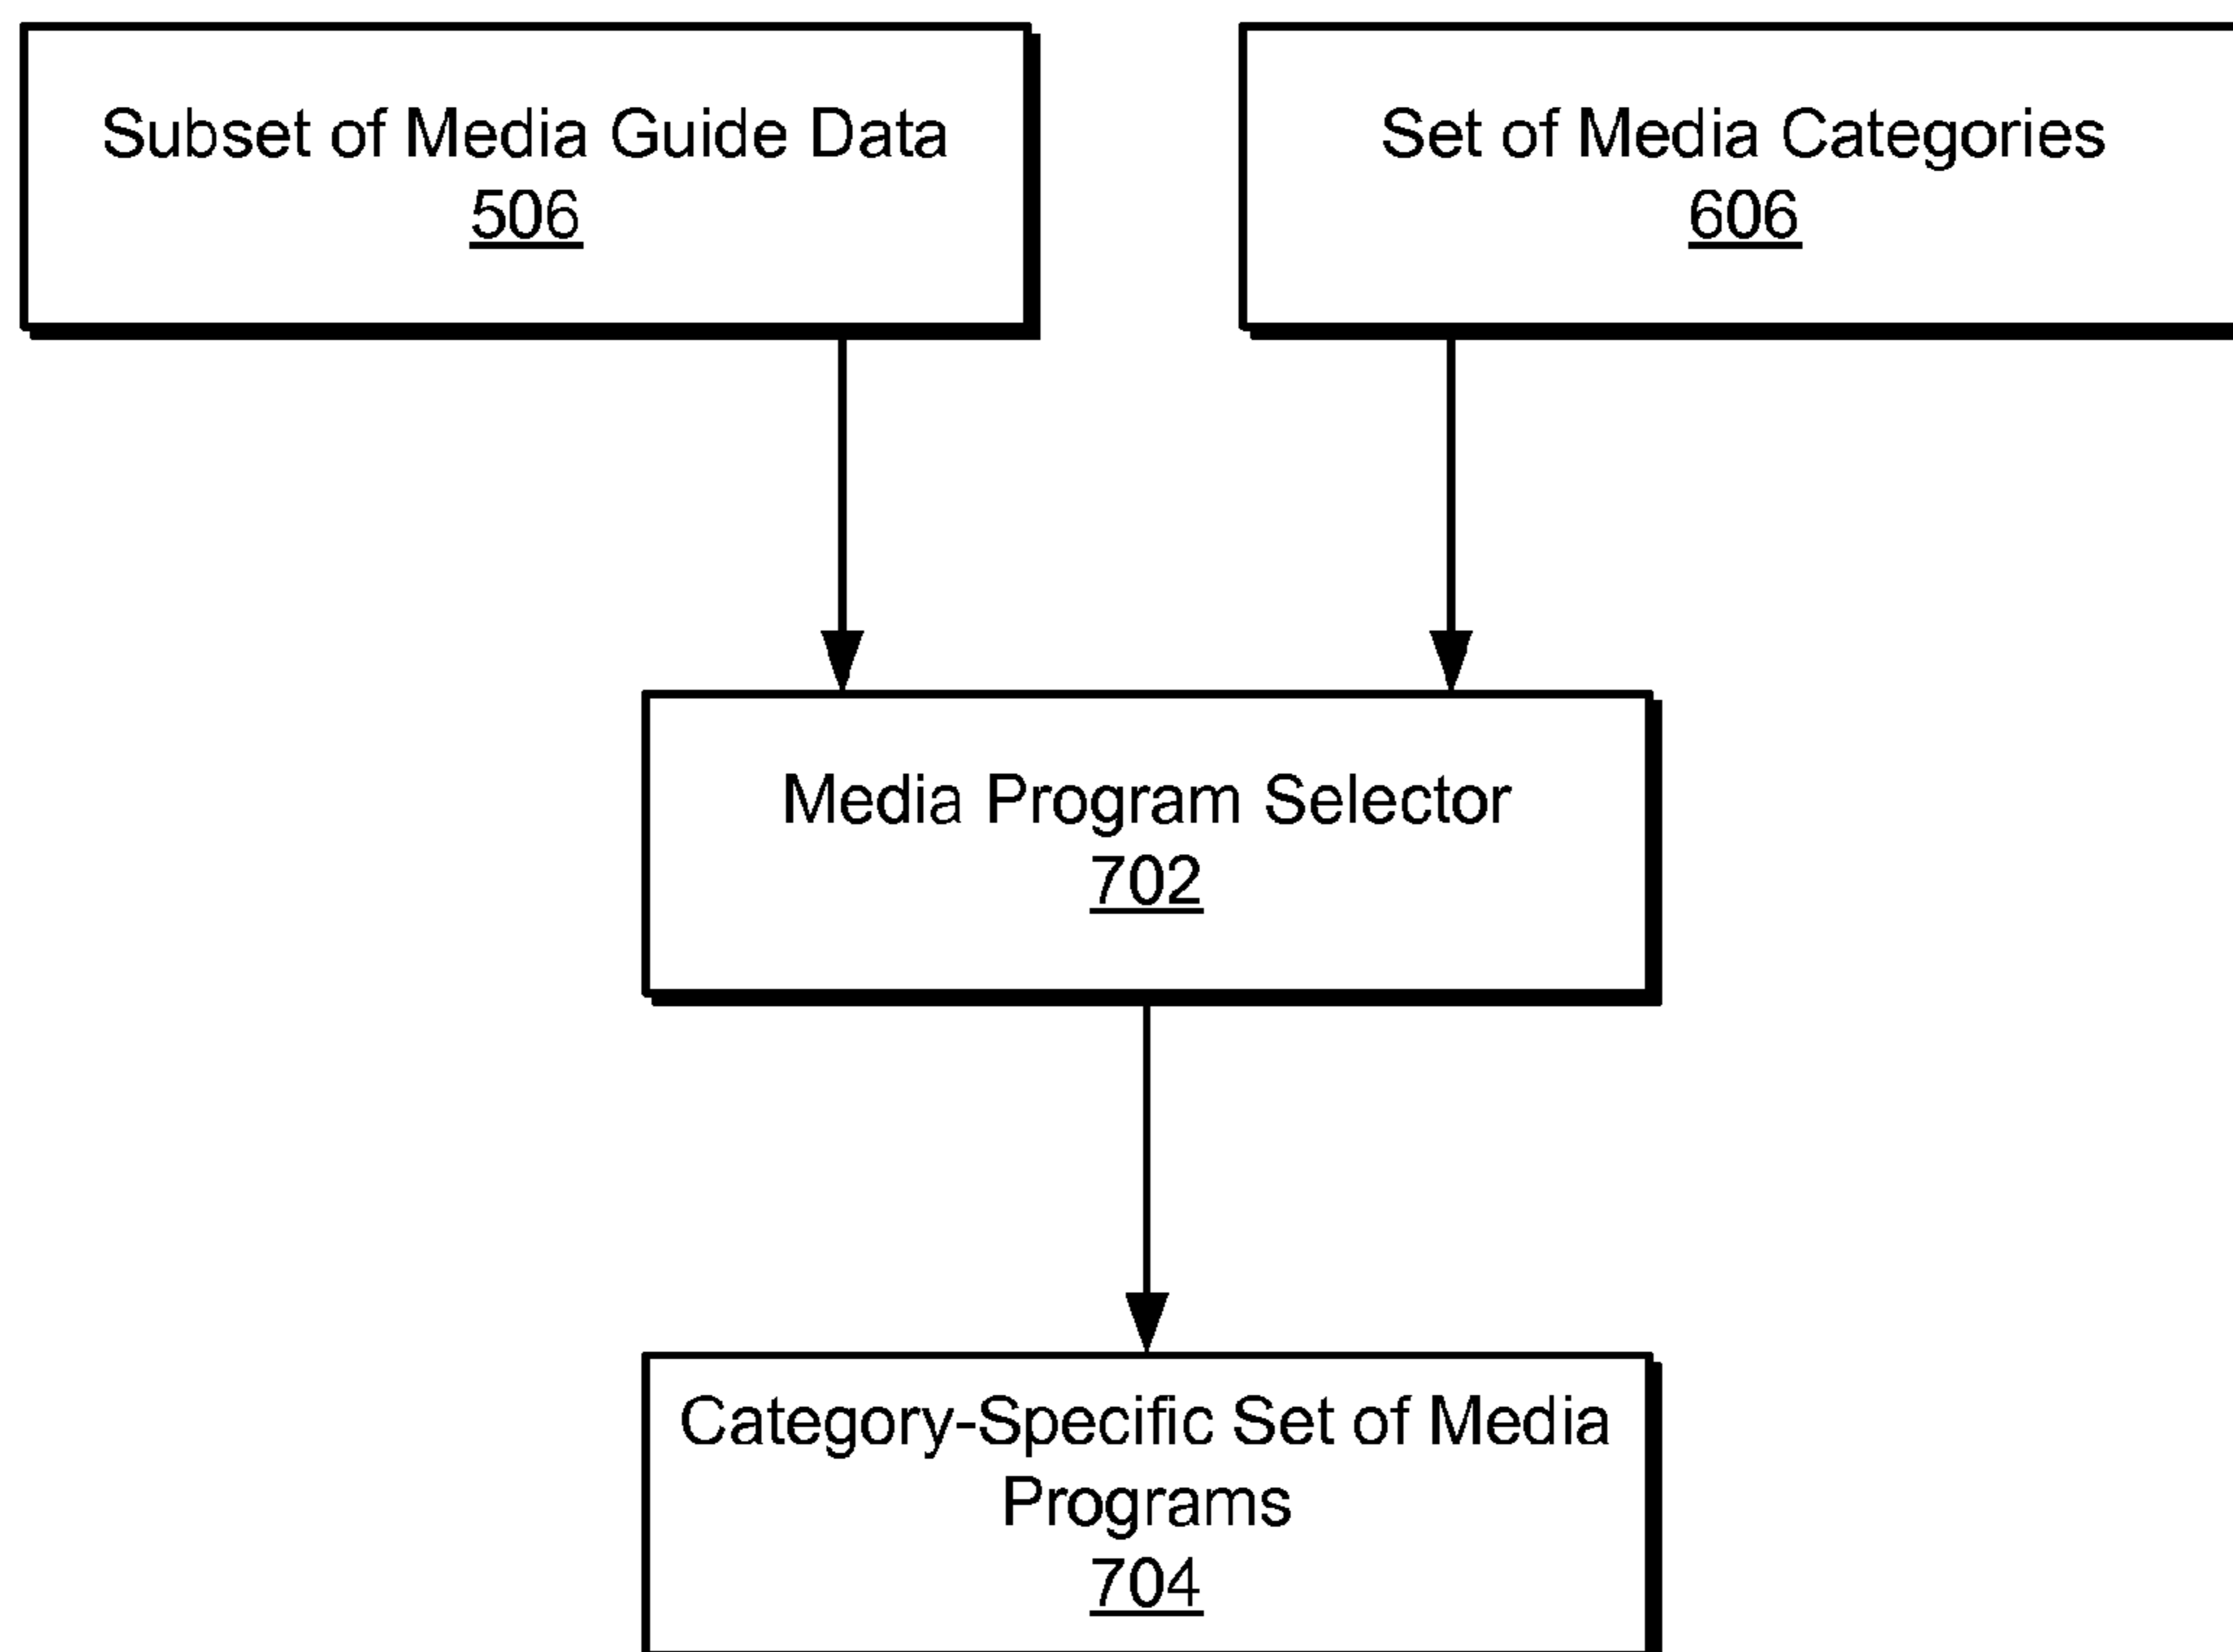 Subset of Media Guide Data
506
Set of Media Categories
606
Media Program Selector
702
Category-Specific Set of Media
Programs
704